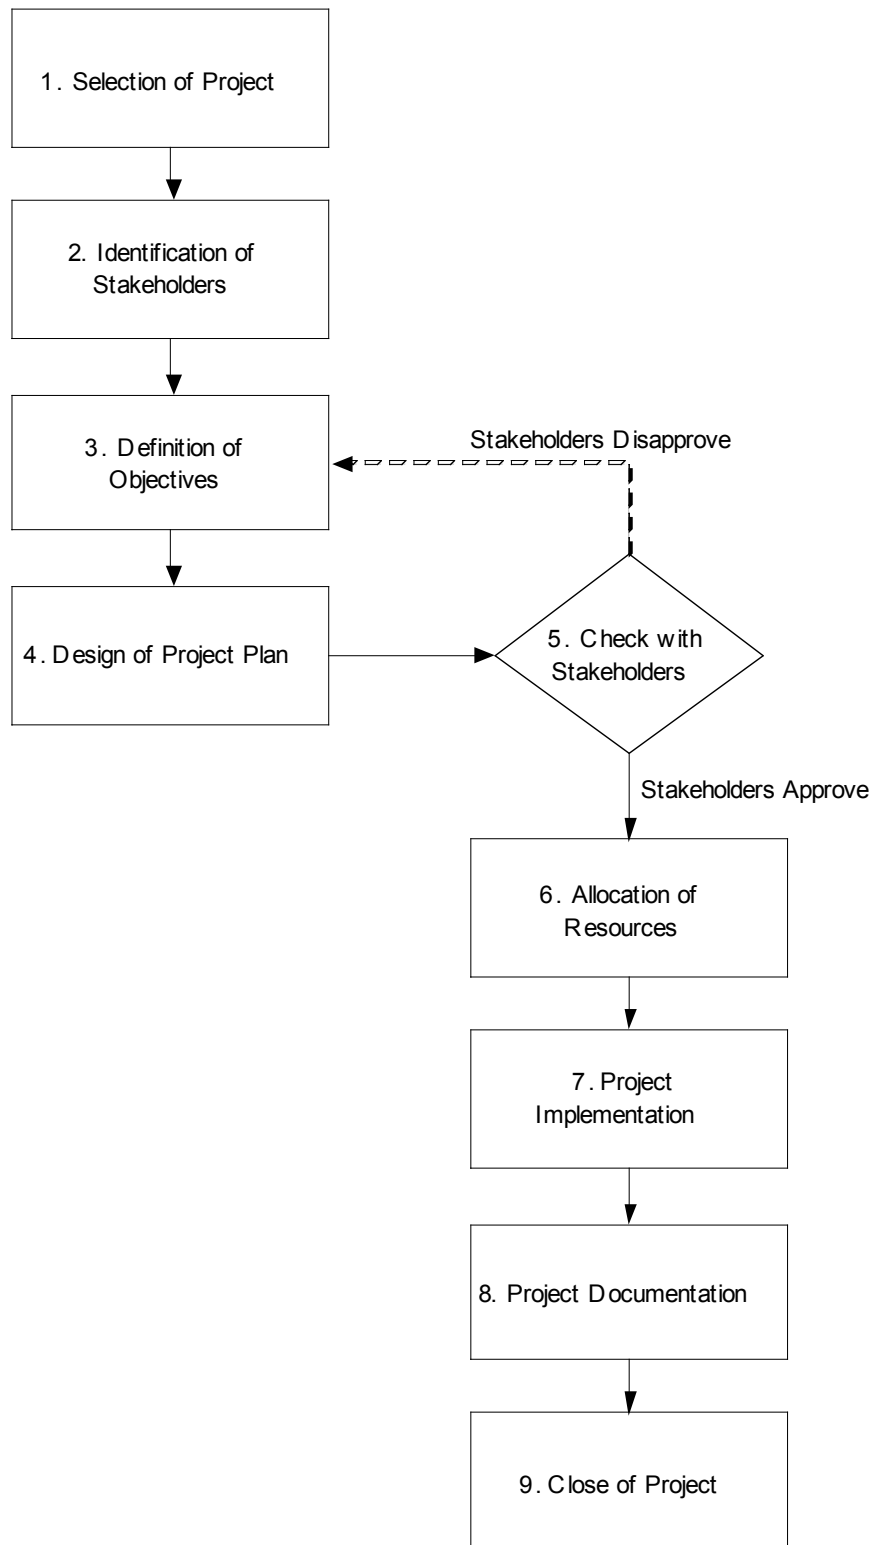 1. Selection of Project
2. Identification of
Stakeholders
3. Definition of
Objectives
Stakeholders Disapprove
4. Design of Project Plan
5. Check with
Stakeholders
Stakeholders Approve
6. Allocation of
Resources
7. Project
Implementation
8. Project Documentation
9. Close of Project